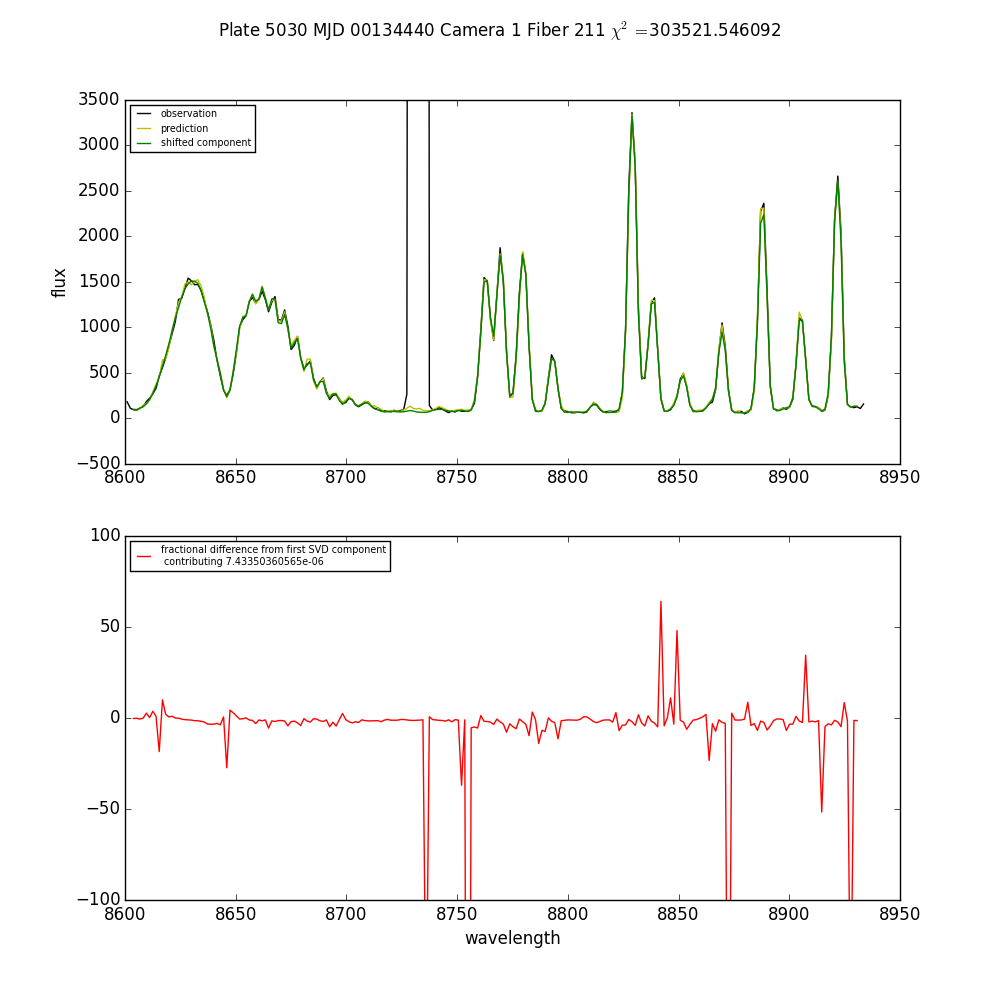 Plate 5030 MJD 00134440 Camera 1 Fiber 211 χ² =303521.546092
3500
3000
2500
2000
1500
1000
500
0
−500
flux
observation
prediction
shifted component
8600 8650 8700 8750 8800 8850 8900 8950
100
50
0
−50
−100
fractional difference from first SVD component
contributing 7.43350360565e-06
8600 8650 8700 8750 8800 8850 8900 8950
wavelength